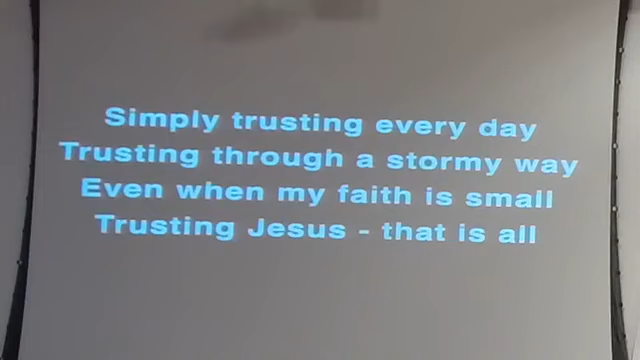 Simply trusting every day
Trusting through a stormy way
Even when my faith is small
Trusting Jesus - that is all